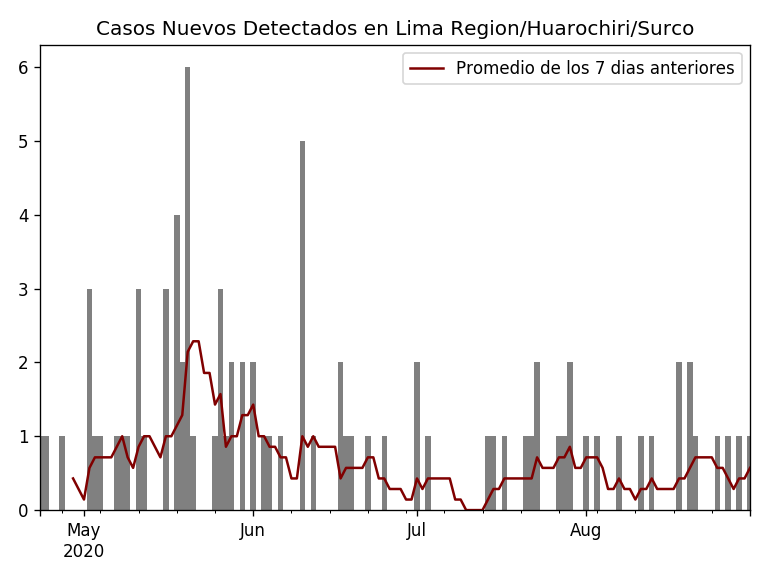 Casos Nuevos Detectados en Lima Region/Huarochiri/Surco
Promedio de los 7 dias anteriores
6
5
4
3
2
1
0
May
2020
Jun
Jul
Aug